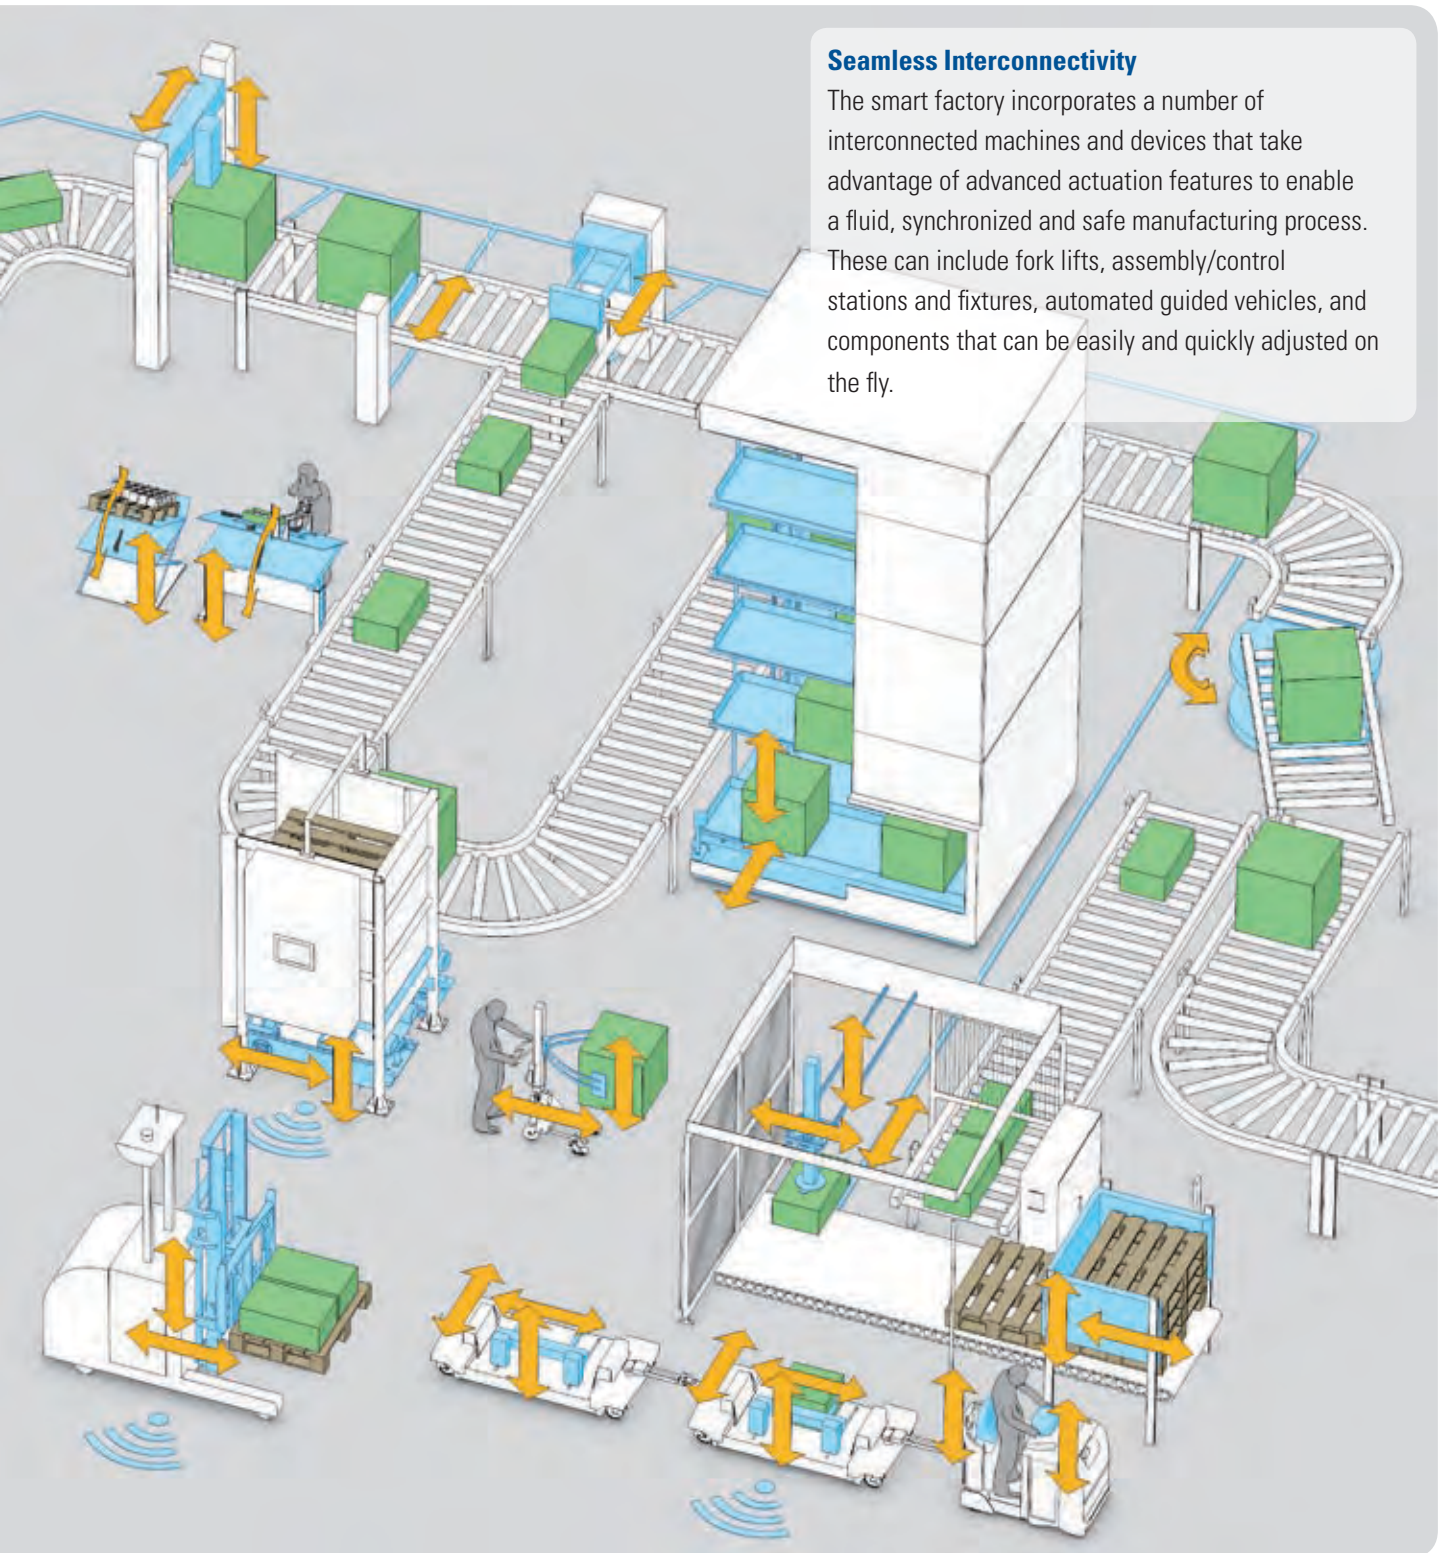 Seamless Interconnectivity
The smart factory incorporates a number of
interconnected machines and devices that take
advantage of advanced actuation features to enable
a fluid, synchronized and safe manufacturing process.
These can include fork lifts, assembly/control
stations and fixtures, automated guided vehicles, and
components that can be easily and quickly adjusted on
the fly.